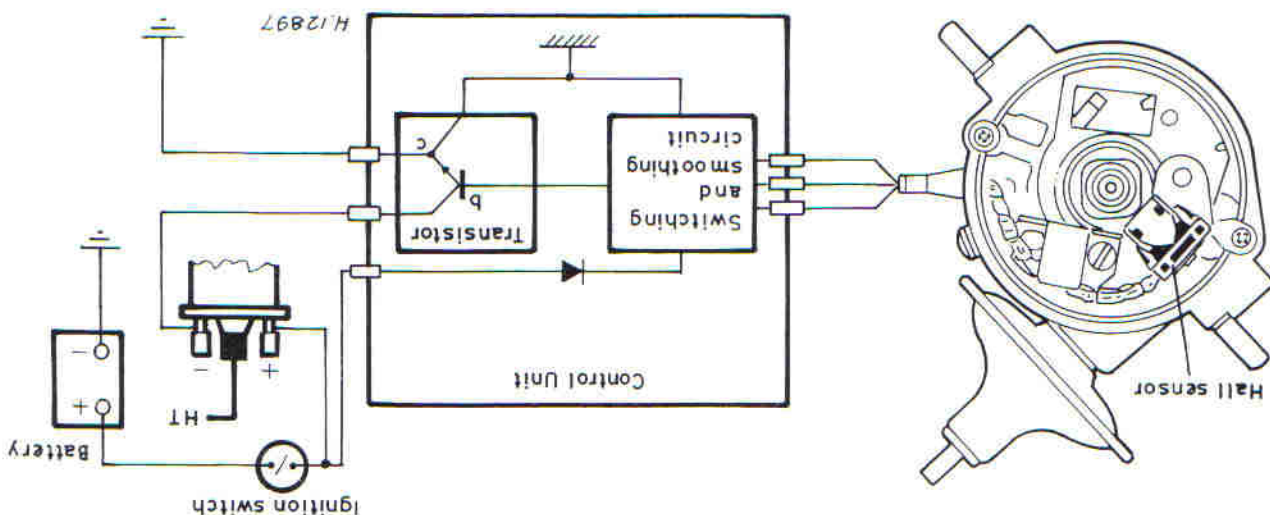 Ignition switch
Battery
HT
+
Hall sensor
Control Unit
+ -
-
Transistor
b
c
Switching
and
smoothing
circuit
H.12897